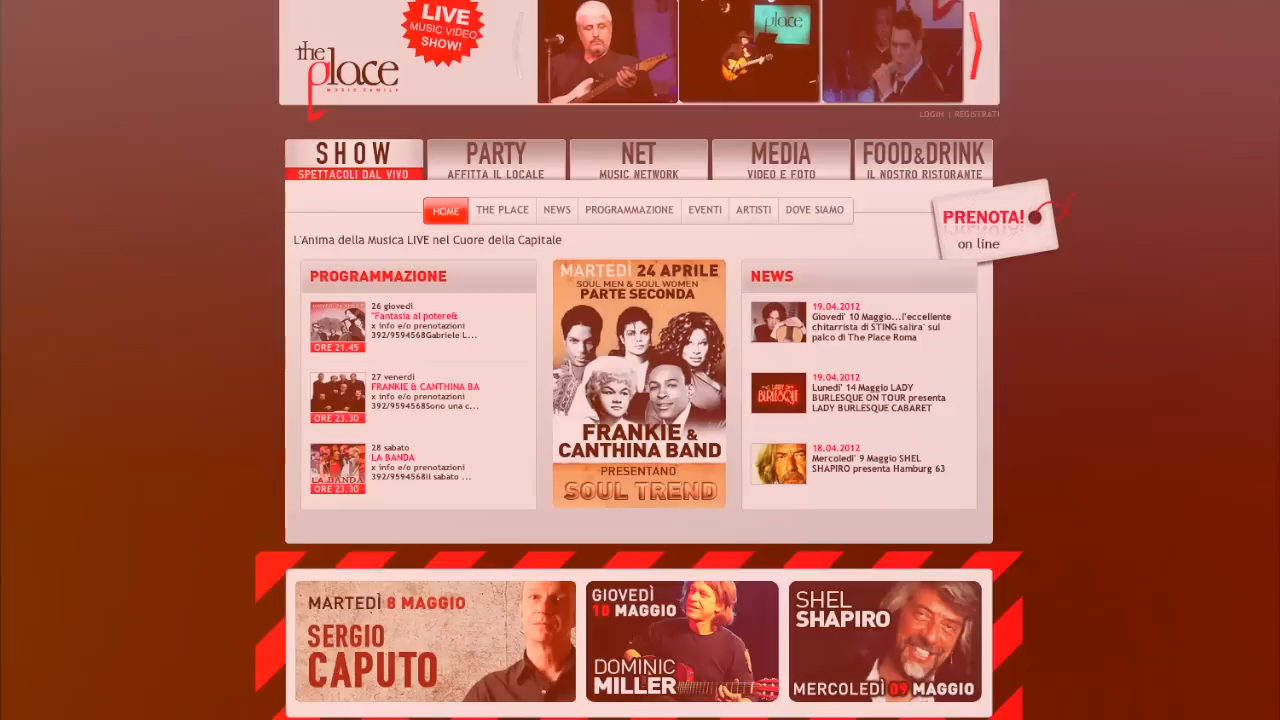 LIVE
MUSIC VIDEO
SHOW!
the place
MUSIC FAMILY
place
LOGIN | REGISTRATI
SHOW
SPETTACOLI DAL VIVO
PARTY
AFFITTA IL LOCALE
NET
MUSIC NETWORK
MEDIA
VIDEO E FOTO
FOOD&DRINK
IL NOSTRO RISTORANTE
HOME
THE PLACE
NEWS
PROGRAMMAZIONE
EVENTI
ARTISTI
DOVE SIAMO
PRENOTA!
on line
L'Anima della Musica LIVE nel Cuore della Capitale
PROGRAMMAZIONE
26 giovedì
"Fantasia al potere&
x info e/o prenotazioni
392/9594568Gabriele L...
ORE 21.45
27 venerdì
FRANKIE & CANTHINA BA
x info e/o prenotazioni
392/9594568Sono una c...
ORE 23.30
28 sabato
LA BANDA
x info e/o prenotazioni
392/9594568Il sabato ...
LA BANDA
ORE 23.30
MARTEDÌ 24 APRILE
SOUL MEN & SOUL WOMEN
PARTE SECONDA
FRANKIE &
CANTHINA BAND
PRESENTANO
SOUL TREND
NEWS
19.04.2012
Giovedi' 10 Maggio...l'eccellente
chitarrista di STING salira' sul
palco di The Place Roma
LADY
BURLESQUE
19.04.2012
Lunedi' 14 Maggio LADY
BURLESQUE ON TOUR presenta
LADY BURLESQUE CABARET
18.04.2012
Mercoledi' 9 Maggio SHEL
SHAPIRO presenta Hamburg 63
MARTEDÌ 8 MAGGIO
SERGIO
CAPUTO
GIOVEDÌ
10 MAGGIO
DOMINIC
MILLER
SHEL
SHAPIRO
MERCOLEDÌ 09 MAGGIO